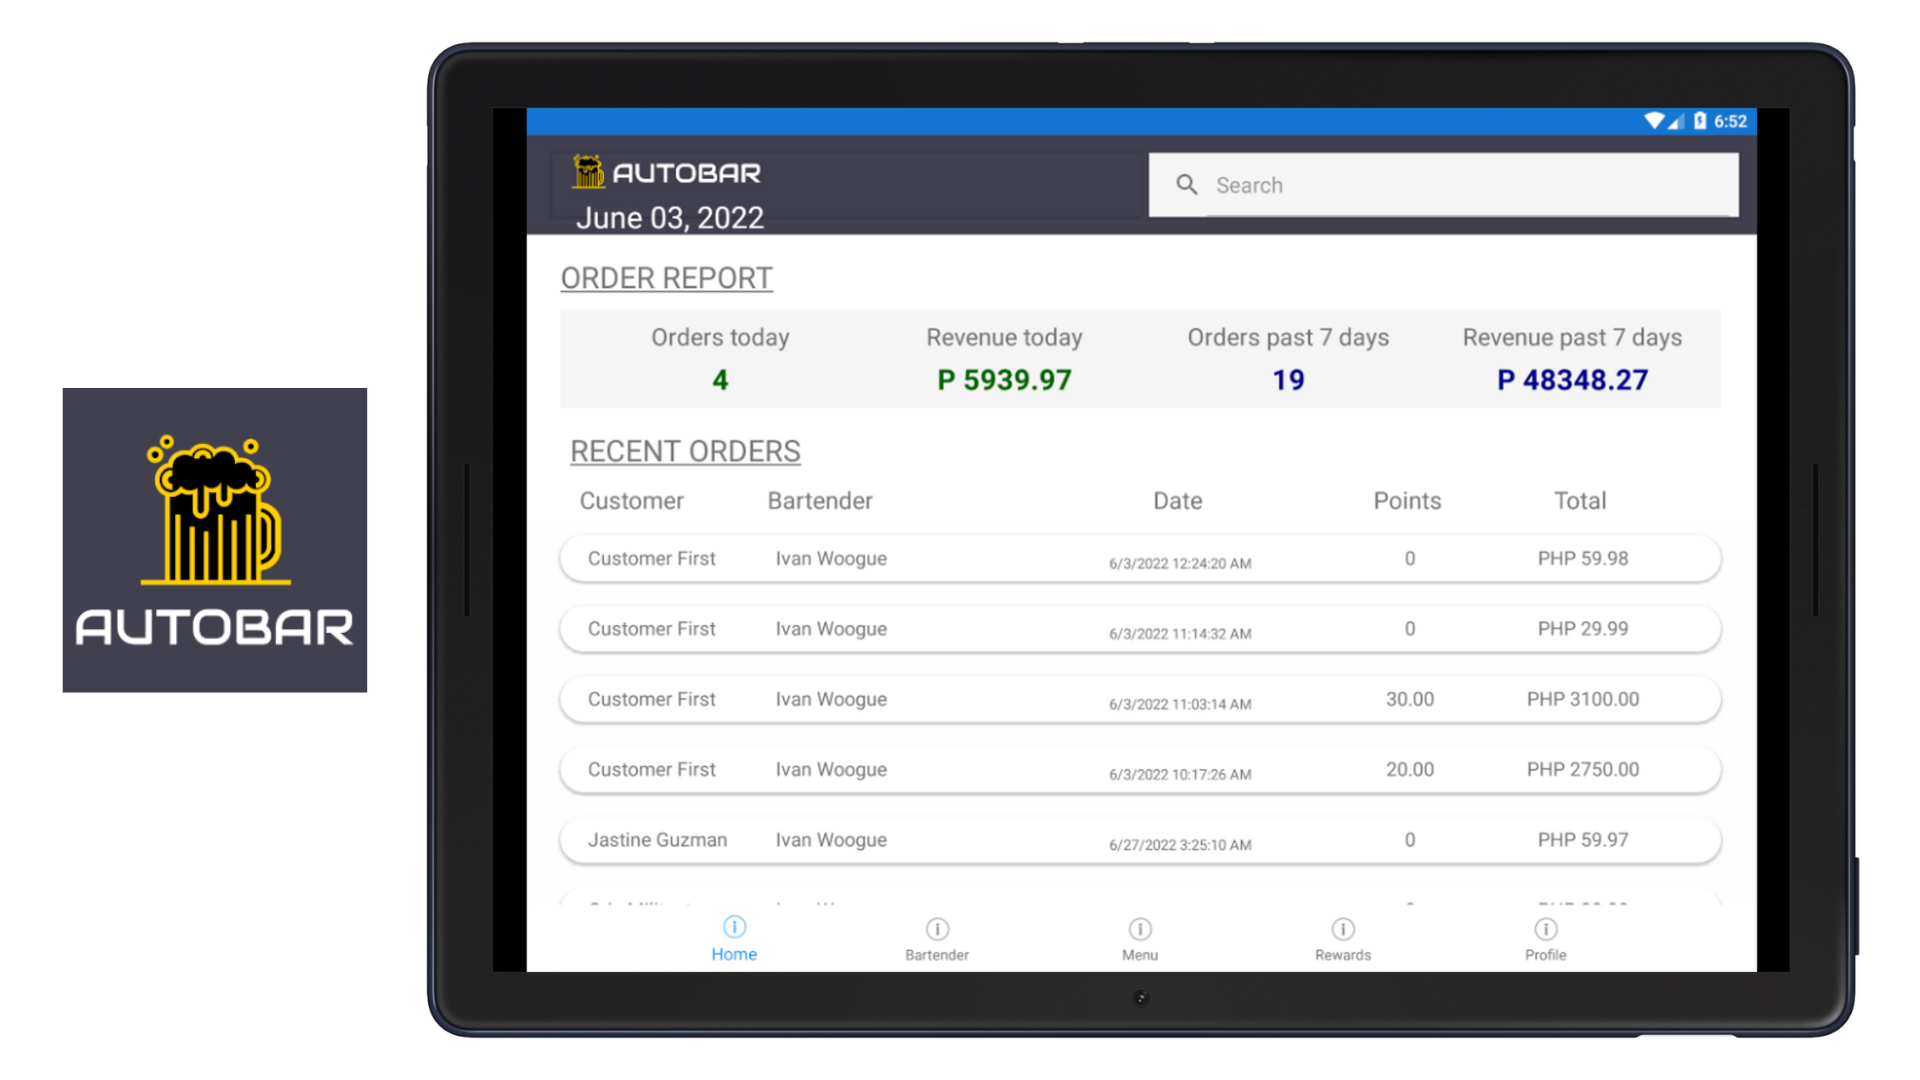 AUTOBAR
6:52
AUTOBAR
June 03, 2022
Search
ORDER REPORT
Orders today Revenue today Orders past 7 days Revenue past 7 days
4 P 5939.97 19 P 48348.27
RECENT ORDERS
Customer Bartender Date Points Total
Customer First Ivan Woogue 6/3/2022 12:24:20 AM 0 PHP 59.98
Customer First Ivan Woogue 6/3/2022 11:14:32 AM 0 PHP 29.99
Customer First Ivan Woogue 6/3/2022 11:03:14 AM 30.00 PHP 3100.00
Customer First Ivan Woogue 6/3/2022 10:17:26 AM 20.00 PHP 2750.00
Jastine Guzman Ivan Woogue 6/27/2022 3:25:10 AM 0 PHP 59.97
Home Bartender Menu Rewards Profile